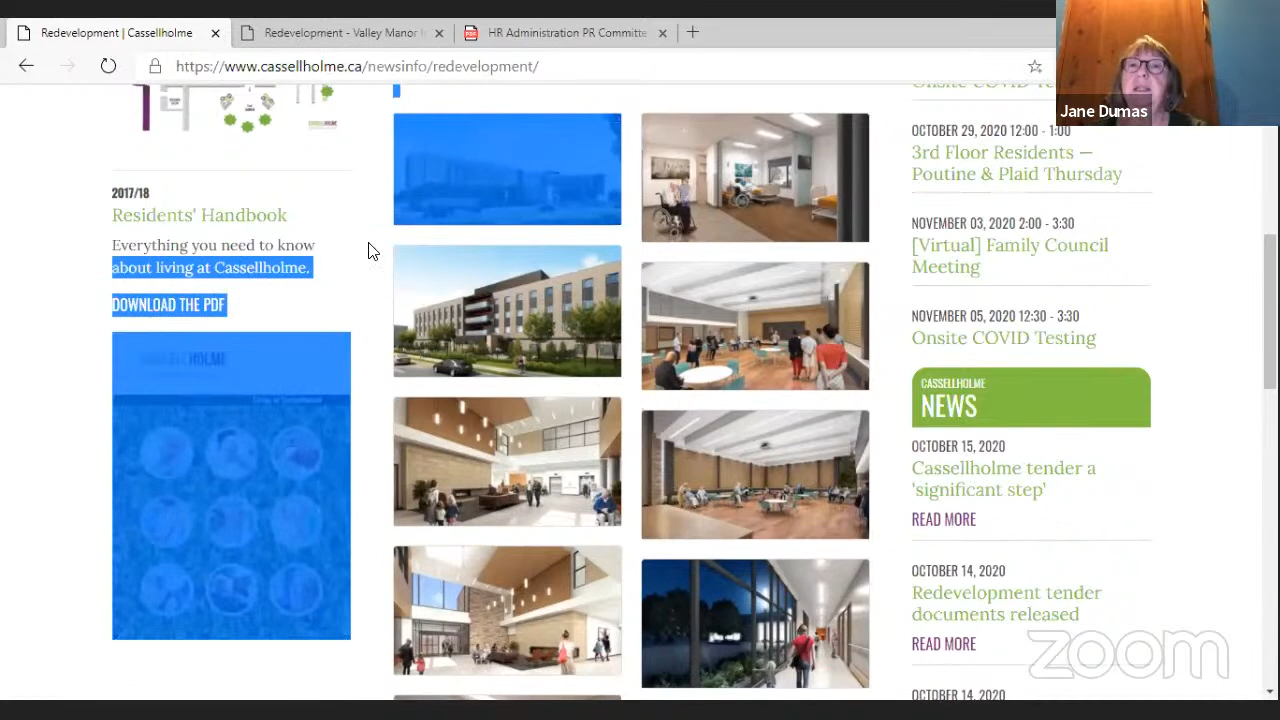 Redevelopment | Cassellholme
Redevelopment - Valley Manor I
HR Administration PR Committe
https://www.cassellholme.ca/newsinfo/redevelopment/
Jane Dumas
2017/18
Residents' Handbook
Everything you need to know
about living at Cassellholme.
DOWNLOAD THE PDF
OCTOBER 29, 2020 12:00 - 1:00
3rd Floor Residents —
Poutine & Plaid Thursday
NOVEMBER 03, 2020 2:00 - 3:30
[Virtual] Family Council
Meeting
NOVEMBER 05, 2020 12:30 - 3:30
Onsite COVID Testing
CASSELLHOLME
NEWS
OCTOBER 15, 2020
Cassellholme tender a
'significant step'
READ MORE
OCTOBER 14, 2020
Redevelopment tender
documents released
READ MORE
OCTOBER 14, 2020
zoom